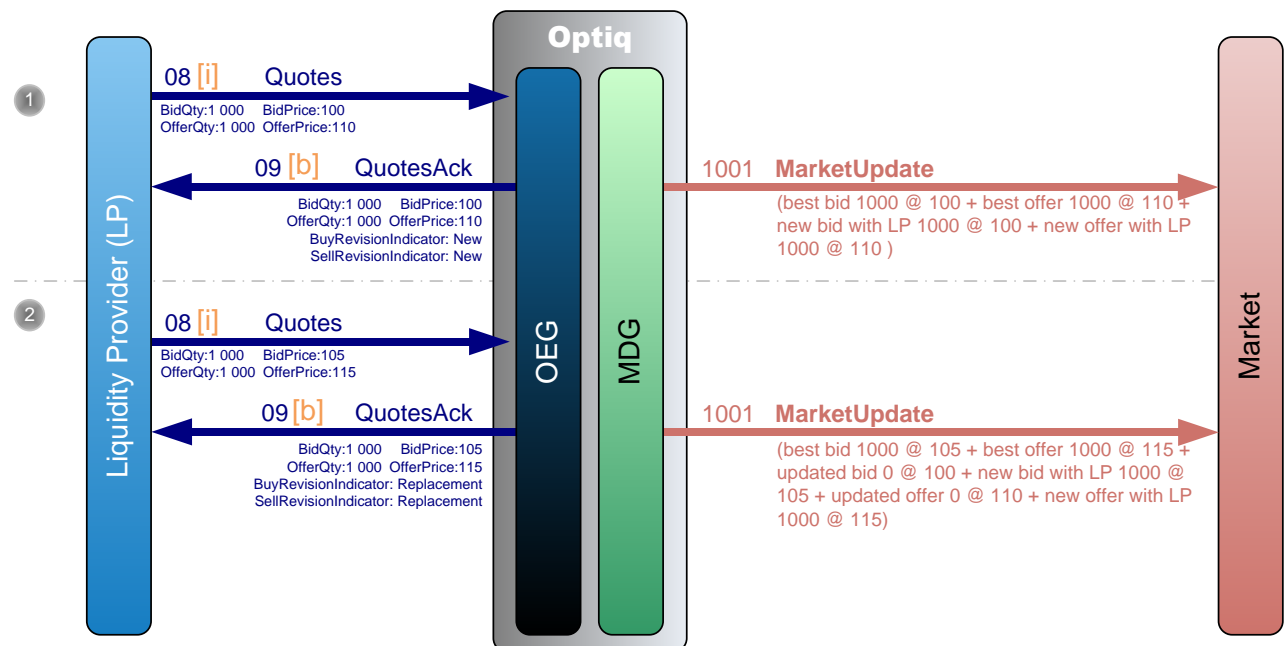 Optiq
Liquidity Provider (LP)
OEG
MDG
Market
1
08 [i] Quotes
BidQty:1 000 BidPrice:100
OfferQty:1 000 OfferPrice:110
09 [b] QuotesAck
BidQty:1 000 BidPrice:100
OfferQty:1 000 OfferPrice:110
BuyRevisionIndicator: New
SellRevisionIndicator: New
1001 MarketUpdate
(best bid 1000 @ 100 + best offer 1000 @ 110 +
new bid with LP 1000 @ 100 + new offer with LP
1000 @ 110 )
2
08 [i] Quotes
BidQty:1 000 BidPrice:105
OfferQty:1 000 OfferPrice:115
09 [b] QuotesAck
BidQty:1 000 BidPrice:105
OfferQty:1 000 OfferPrice:115
BuyRevisionIndicator: Replacement
SellRevisionIndicator: Replacement
1001 MarketUpdate
(best bid 1000 @ 105 + best offer 1000 @ 115 +
updated bid 0 @ 100 + new bid with LP 1000 @
105 + updated offer 0 @ 110 + new offer with LP
1000 @ 115)